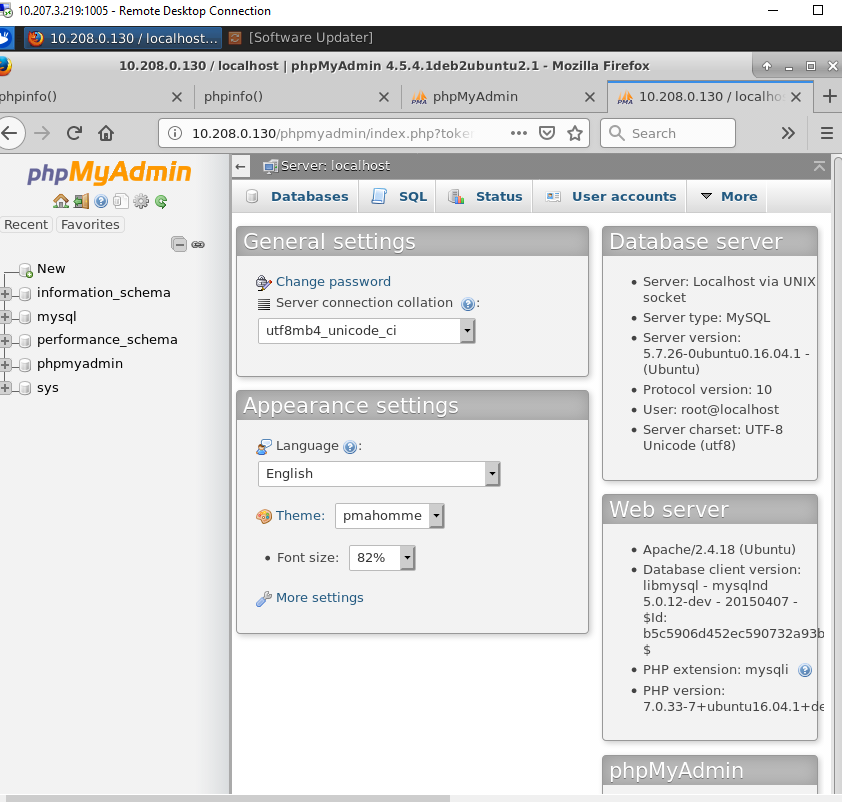 10.207.3.219:1005 - Remote Desktop Connection
10.208.0.130 / localhost... [Software Updater]
10.208.0.130 / localhost | phpMyAdmin 4.5.4.1deb2ubuntu2.1 - Mozilla Firefox
phpinfo() phpinfo() phpMyAdmin 10.208.0.130 / localho
10.208.0.130/phpmyadmin/index.php?toke Search
phpMyAdmin
Recent Favorites
New
information_schema
mysql
performance_schema
phpmyadmin
sys
Server: localhost
Databases SQL Status User accounts More
General settings
Change password
Server connection collation :
utf8mb4_unicode_ci
Appearance settings
Language :
English
Theme: pmahomme
Font size: 82%
More settings
Database server
Server: Localhost via UNIX
socket
Server type: MySQL
Server version:
5.7.26-0ubuntu0.16.04.1 -
(Ubuntu)
Protocol version: 10
User: root@localhost
Server charset: UTF-8
Unicode (utf8)
Web server
Apache/2.4.18 (Ubuntu)
Database client version:
libmysql - mysqlnd
5.0.12-dev - 20150407 -
$Id:
b5c5906d452ec590732a93b
$
PHP extension: mysqli
PHP version:
7.0.33-7+ubuntu16.04.1+de
phpMyAdmin